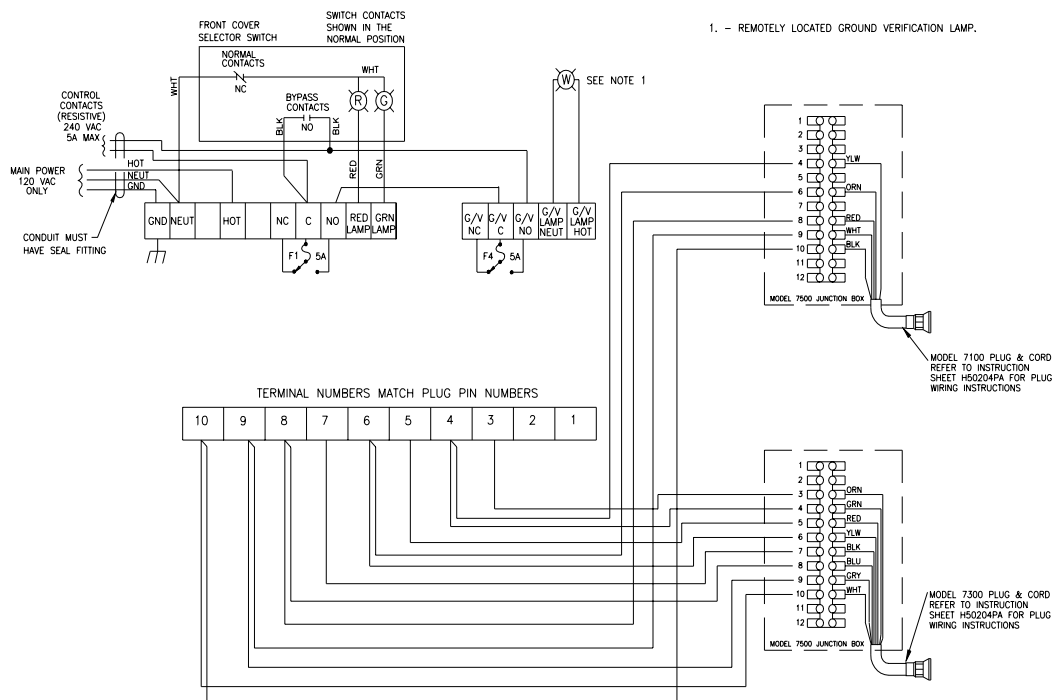 FRONT COVER
SELECTOR SWITCH
SWITCH CONTACTS
SHOWN IN THE
NORMAL POSITION
1. - REMOTELY LOCATED GROUND VERIFICATION LAMP.
NORMAL
CONTACTS
NC
WHT
WHT
R
G
BYPASS
CONTACTS
NO
BLK
BLK
RED
GRN
W
SEE NOTE 1
CONTROL
CONTACTS
(RESISTIVE)
240 VAC
5A MAX
MAIN POWER
120 VAC
ONLY
HOT
NEUT
GND
CONDUIT MUST
HAVE SEAL FITTING
GND
NEUT
HOT
NC
C
NO
RED
LAMP
GRN
LAMP
F1
5A
G/V
NC
G/V
C
G/V
NO
G/V
LAMP
NEUT
G/V
LAMP
HOT
F4
5A
1
2
3
4
YLW
5
6
ORN
7
8
RED
9
WHT
10
BLK
11
12
MODEL 7500 JUNCTION BOX
MODEL 7100 PLUG & CORD
REFER TO INSTRUCTION
SHEET H50204PA FOR PLUG
WIRING INSTRUCTIONS
TERMINAL NUMBERS MATCH PLUG PIN NUMBERS
10 9 8 7 6 5 4 3 2 1
1
2
3
ORN
4
GRN
5
RED
6
YLW
7
BLK
8
BLU
9
GRY
10
WHT
11
12
MODEL 7500 JUNCTION BOX
MODEL 7300 PLUG & CORD
REFER TO INSTRUCTION
SHEET H50204PA FOR PLUG
WIRING INSTRUCTIONS